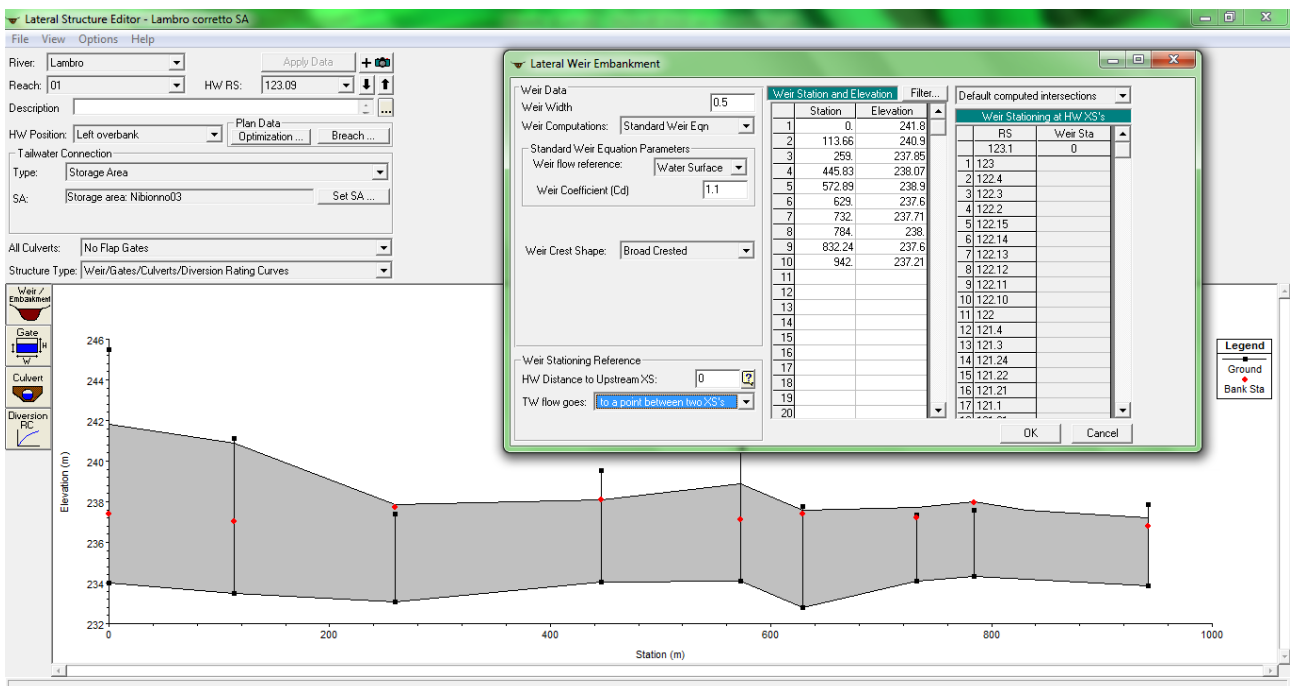 Lateral Structure Editor - Lambro corretto SA
File View Options Help
River: Lambro Apply Data
Reach: 01 HW RS: 123.09
Description ...
HW Position: Left overbank Plan Data Optimization ... Breach ...
Tailwater Connection
Type: Storage Area
SA: Storage area: Nibionno03 Set SA ...
All Culverts: No Flap Gates
Structure Type: Weir/Gates/Culverts/Diversion Rating Curves
Weir / Embankment
Gate
H
W
Culvert
Diversion RC
Lateral Weir Embankment
Weir Data
Weir Width 0.5
Weir Computations: Standard Weir Eqn
Standard Weir Equation Parameters
Weir flow reference: Water Surface
Weir Coefficient (Cd) 1.1
Weir Crest Shape: Broad Crested
Weir Stationing Reference
HW Distance to Upstream XS: 0 ?
TW flow goes: to a point between two XS's
Weir Station and Elevation Filter...
Station Elevation
1 0. 241.8
2 113.66 240.9
3 259. 237.85
4 445.83 238.07
5 572.89 238.9
6 629. 237.6
7 732. 237.71
8 784. 238.
9 832.24 237.6
10 942. 237.21
11
12
13
14
15
16
17
18
19
20
Default computed intersections
Weir Stationing at HW XS's
RS Weir Sta
123.1 0
1 123
2 122.4
3 122.3
4 122.2
5 122.15
6 122.14
7 122.13
8 122.12
9 122.11
10 122.10
11 122
12 121.4
13 121.3
14 121.24
15 121.22
16 121.21
17 121.1
OK Cancel
Elevation (m)
246
244
242
240
238
236
234
232
0 200 400 600 800 1000
Station (m)
Legend
Ground
Bank Sta